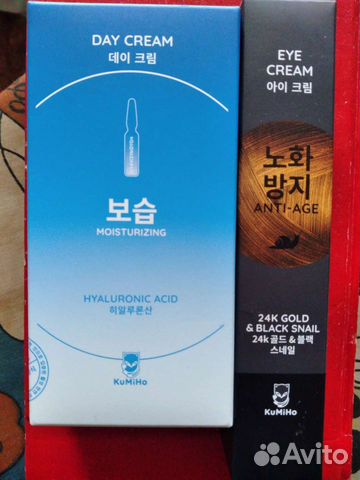 DAY CREAM
데이 크림
보습
MOISTURIZING
HYALURONIC ACID
히알루론산
KuMiHo
EYE
CREAM
아이 크림
노화
방지
ANTI-AGE
24K GOLD
& BLACK SNAIL
24k 골드 & 블랙
스네일
KuMiHo
Avito